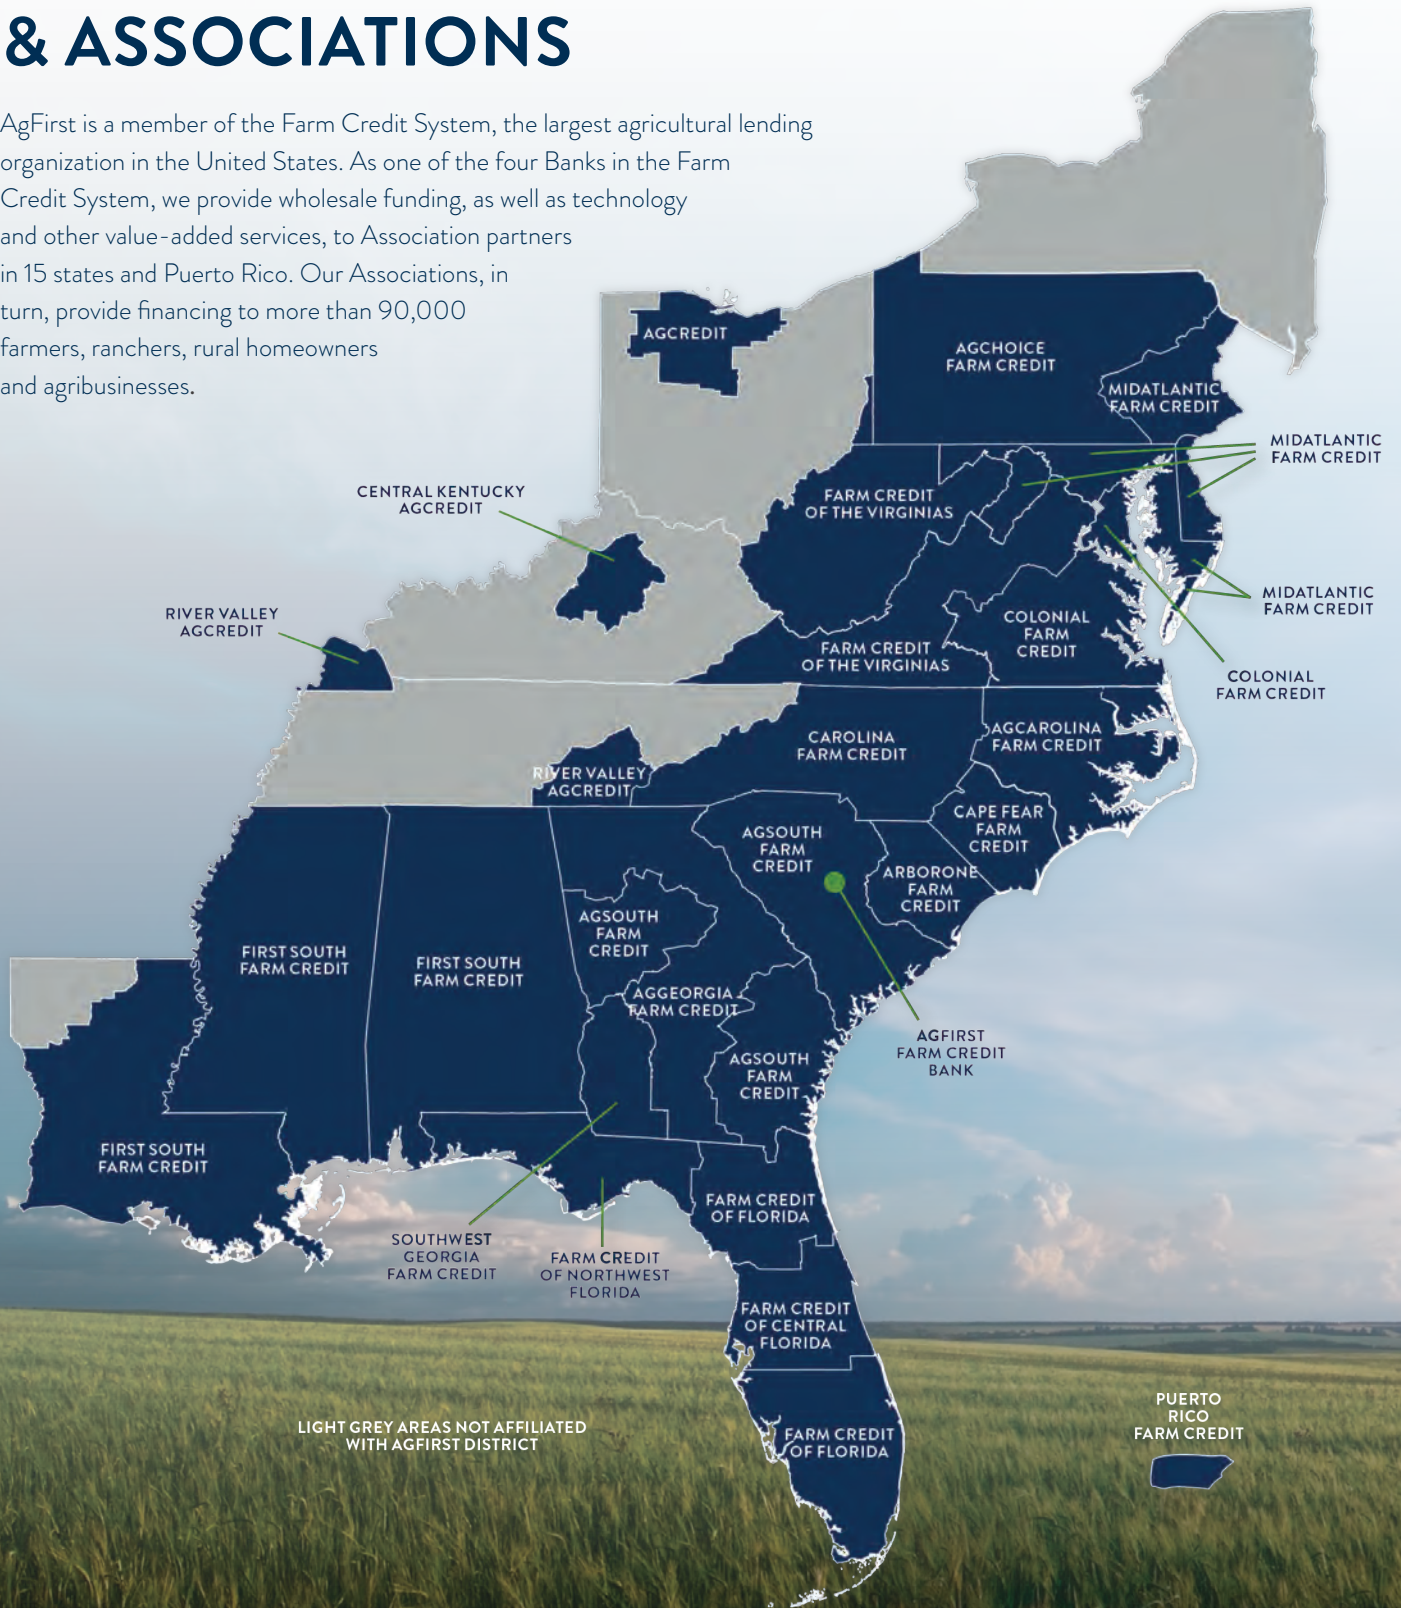 & ASSOCIATIONS
AgFirst is a member of the Farm Credit System, the largest agricultural lending
organization in the United States. As one of the four Banks in the Farm
Credit System, we provide wholesale funding, as well as technology
and other value-added services, to Association partners
in 15 states and Puerto Rico. Our Associations, in
turn, provide financing to more than 90,000
farmers, ranchers, rural homeowners
and agribusinesses.
AGCREDIT
AGCHOICE
FARM CREDIT
MIDATLANTIC
FARM CREDIT
MIDATLANTIC
FARM CREDIT
CENTRAL KENTUCKY
AGCREDIT
FARM CREDIT
OF THE VIRGINIAS
MIDATLANTIC
FARM CREDIT
RIVER VALLEY
AGCREDIT
COLONIAL
FARM
CREDIT
FARM CREDIT
OF THE VIRGINIAS
COLONIAL
FARM CREDIT
CAROLINA
FARM CREDIT
AGCAROLINA
FARM CREDIT
RIVER VALLEY
AGCREDIT
CAPE FEAR
FARM
CREDIT
AGSOUTH
FARM
CREDIT
ARBORONE
FARM
CREDIT
AGSOUTH
FARM
CREDIT
FIRST SOUTH
FARM CREDIT
FIRST SOUTH
FARM CREDIT
AGGEORGIA
FARM CREDIT
AGFIRST
FARM CREDIT
BANK
AGSOUTH
FARM
CREDIT
FIRST SOUTH
FARM CREDIT
FARM CREDIT
OF FLORIDA
SOUTHWEST
GEORGIA
FARM CREDIT
FARM CREDIT
OF NORTHWEST
FLORIDA
FARM CREDIT
OF CENTRAL
FLORIDA
LIGHT GREY AREAS NOT AFFILIATED
WITH AGFIRST DISTRICT
FARM CREDIT
OF FLORIDA
PUERTO
RICO
FARM CREDIT